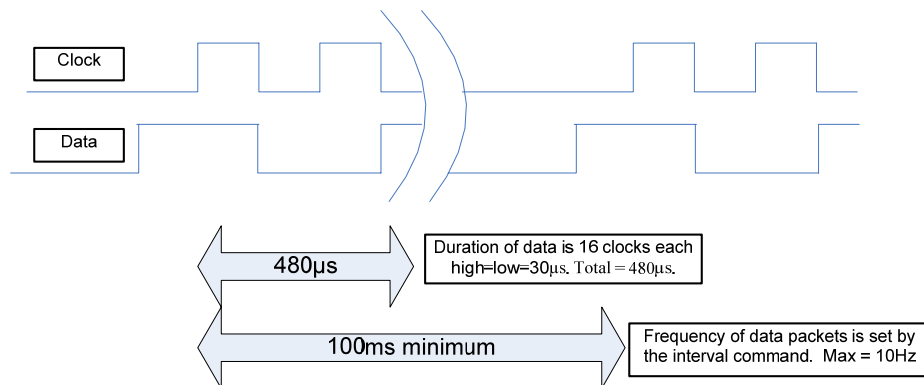 Clock
Data
480µs
Duration of data is 16 clocks each
high=low=30µs. Total = 480µs.
100ms minimum
Frequency of data packets is set by
the interval command. Max = 10Hz